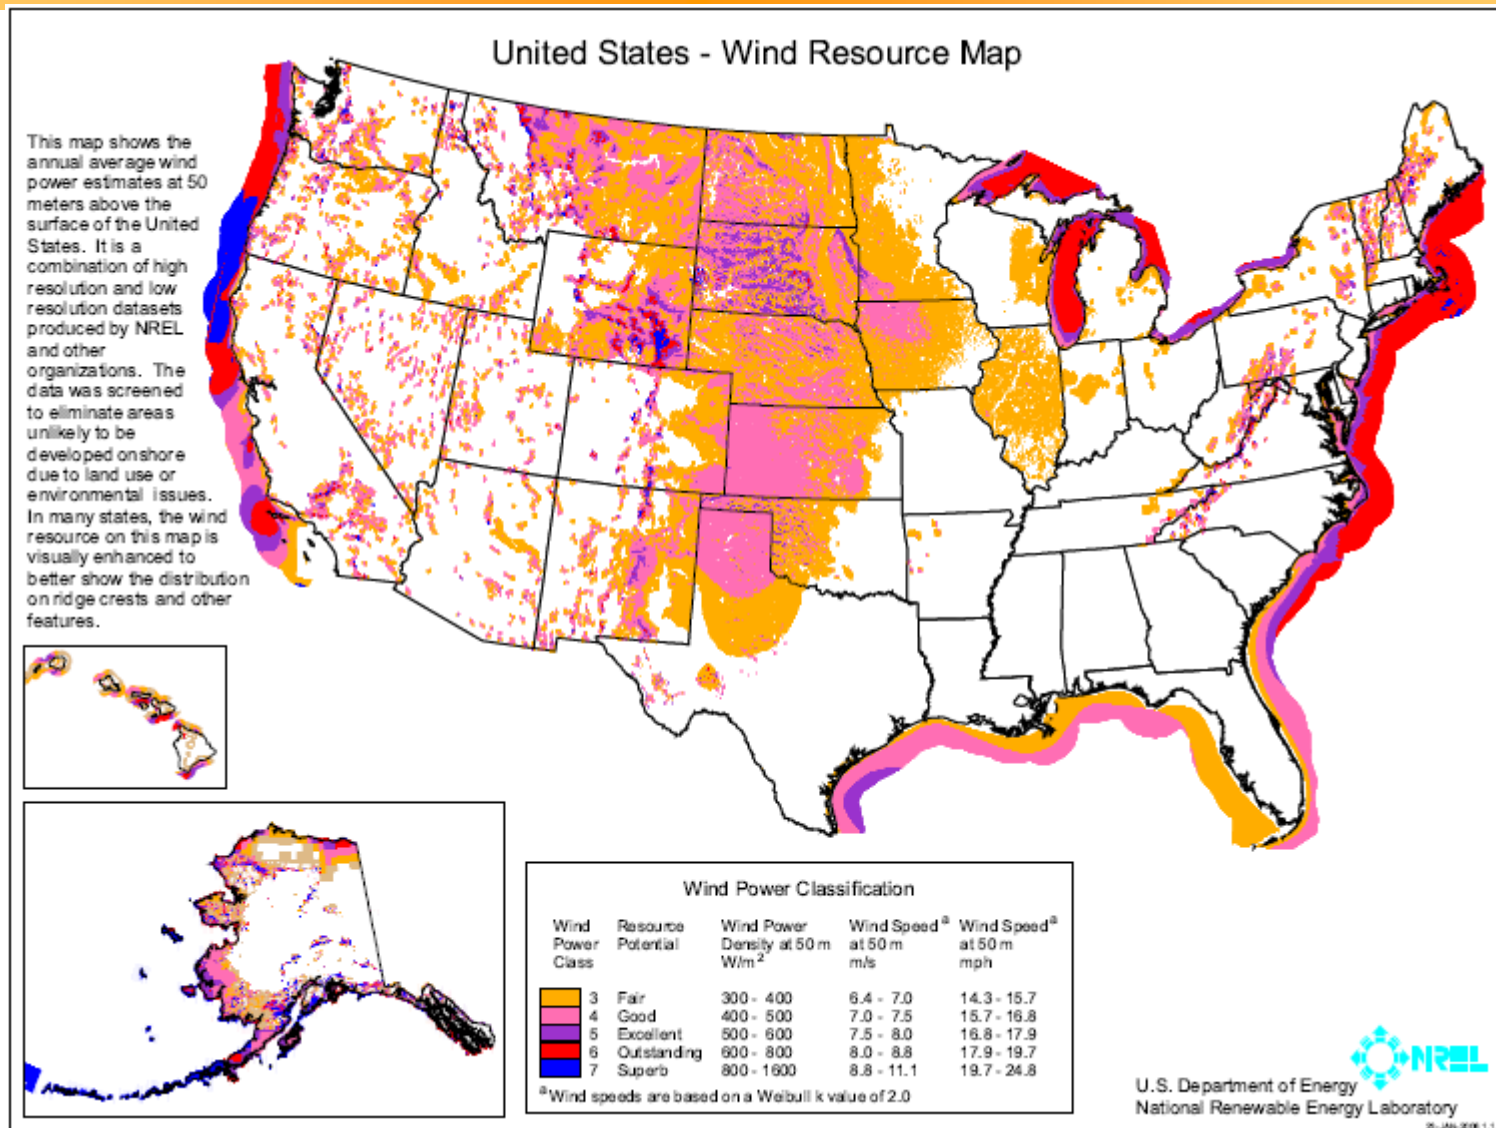 United States - Wind Resource Map
This map shows the
annual average wind
power estimates at 50
meters above the
surface of the United
States. It is a
combination of high
resolution and low
resolution datasets
produced by NREL
and other
organizations. The
data was screened
to eliminate areas
unlikely to be
developed onshore
due to land use or
environmental issues.
In many states, the wind
resource on this map is
visually enhanced to
better show the distribution
on ridge crests and other
features.
Wind Power Classification
Wind Power Class Resource Potential Wind Power Density at 50 m W/m2 Wind Speed a at 50 m m/s Wind Speed a at 50 m mph
3 Fair 300 - 400 6.4 - 7.0 14.3 - 15.7
4 Good 400 - 500 7.0 - 7.5 15.7 - 16.8
5 Excellent 500 - 600 7.5 - 8.0 16.8 - 17.9
6 Outstanding 600 - 800 8.0 - 8.8 17.9 - 19.7
7 Superb 800 - 1600 8.8 - 11.1 19.7 - 24.8
a Wind speeds are based on a Weibull k value of 2.0
NREL
U.S. Department of Energy
National Renewable Energy Laboratory